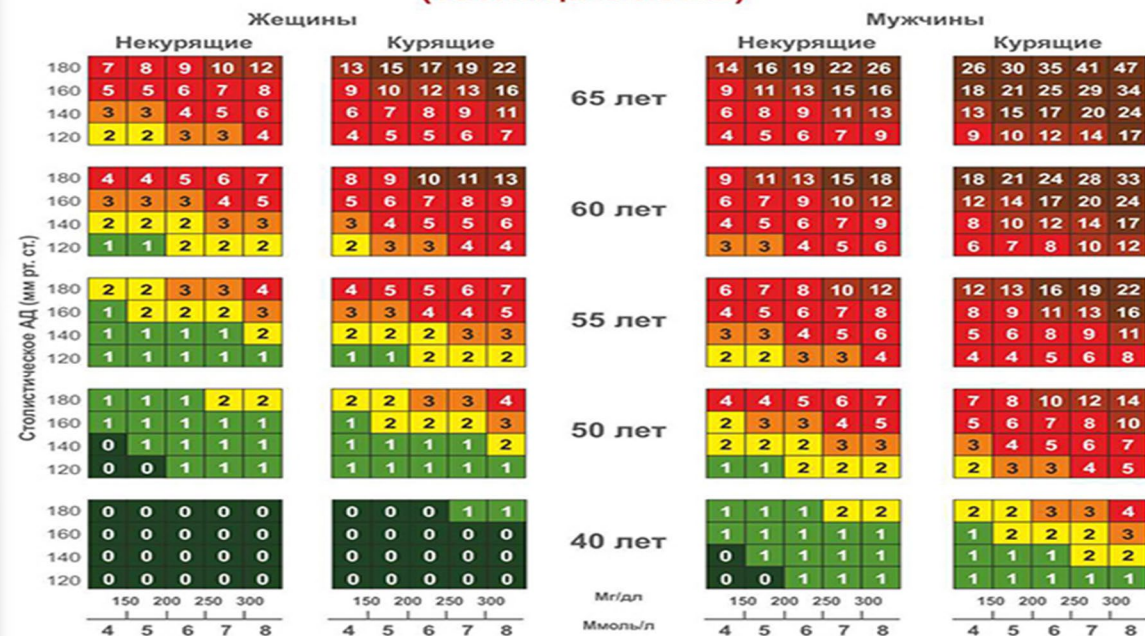 Жещины Мужчины
Некурящие Курящие Некурящие Курящие
Столистическое АД (мм рт. ст.)
180 7 8 9 10 12 13 15 17 19 22 14 16 19 22 26 26 30 35 41 47
160 5 5 6 7 8 9 10 12 13 16 9 11 13 15 16 18 21 25 29 34
65 лет
140 3 3 4 5 6 6 7 8 9 11 6 8 9 11 13 13 15 17 20 24
120 2 2 3 3 4 4 5 5 6 7 4 5 6 7 9 9 10 12 14 17
180 4 4 5 6 7 8 9 10 11 13 9 11 13 15 18 18 21 24 28 33
160 3 3 3 4 5 5 6 7 8 9 6 7 9 10 12 12 14 17 20 24
60 лет
140 2 2 2 3 3 3 4 5 5 6 4 5 6 7 9 8 10 12 14 17
120 1 1 2 2 2 2 3 3 4 4 3 3 4 5 6 6 7 8 10 12
180 2 2 3 3 4 4 5 5 6 7 6 7 8 10 12 12 13 16 19 22
160 1 2 2 2 3 3 3 4 4 5 4 5 6 7 8 8 9 11 13 16
55 лет
140 1 1 1 1 2 2 2 2 3 3 3 3 4 5 6 5 6 8 9 11
120 1 1 1 1 1 1 1 2 2 2 2 2 3 3 4 4 4 5 6 8
180 1 1 1 2 2 2 2 3 3 4 4 4 5 6 7 7 8 10 12 14
160 1 1 1 1 1 1 2 2 2 3 2 3 3 4 5 5 6 7 8 10
50 лет
140 0 1 1 1 1 1 1 1 1 2 2 2 2 3 3 3 4 5 6 7
120 0 0 1 1 1 1 1 1 1 1 1 1 2 2 2 2 3 3 4 5
180 0 0 0 0 0 0 0 0 1 1 1 1 1 2 2 2 2 3 3 4
160 0 0 0 0 0 0 0 0 0 0 1 1 1 1 1 1 2 2 2 3
40 лет
140 0 0 0 0 0 0 0 0 0 0 0 1 1 1 1 1 1 1 2 2
120 0 0 0 0 0 0 0 0 0 0 0 0 1 1 1 1 1 1 1 1
150 200 250 300 150 200 250 300 Мг/дл 150 200 250 300 150 200 250 300
4 5 6 7 8 4 5 6 7 8 Ммоль/л 4 5 6 7 8 4 5 6 7 8